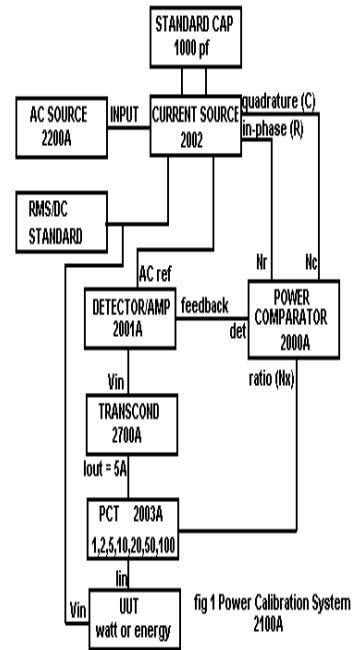 STANDARD CAP
1000 pf
AC SOURCE
2200A
INPUT
CURRENT SOURCE
2002
quadrature (C)
in-phase (R)
RMS/DC
STANDARD
AC ref
Nr
Nc
DETECTOR/AMP
2001A
feedback
det
POWER
COMPARATOR
2000A
Vin
ratio (Nx)
TRANSCOND
2700A
Iout = 5A
PCT 2003A
1,2,5,10,20,50,100
Iin
Vin
UUT
watt or energy
fig 1 Power Calibration System
2100A